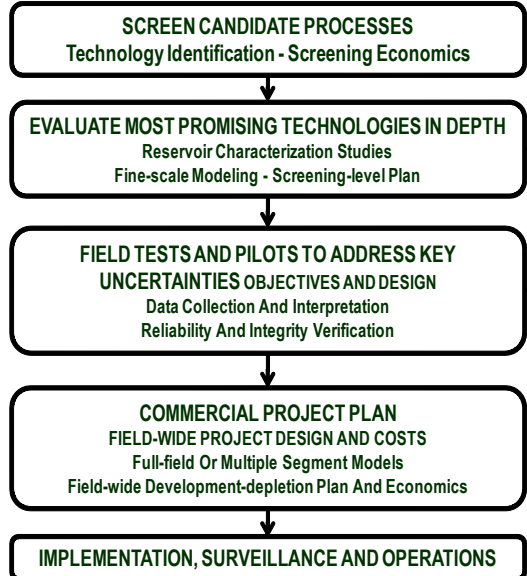 SCREEN CANDIDATE PROCESSES
Technology Identification - Screening Economics
EVALUATE MOST PROMISING TECHNOLOGIES IN DEPTH
Reservoir Characterization Studies
Fine-scale Modeling - Screening-level Plan
FIELD TESTS AND PILOTS TO ADDRESS KEY
UNCERTAINTIES OBJECTIVES AND DESIGN
Data Collection And Interpretation
Reliability And Integrity Verification
COMMERCIAL PROJECT PLAN
FIELD-WIDE PROJECT DESIGN AND COSTS
Full-field Or Multiple Segment Models
Field-wide Development-depletion Plan And Economics
IMPLEMENTATION, SURVEILLANCE AND OPERATIONS